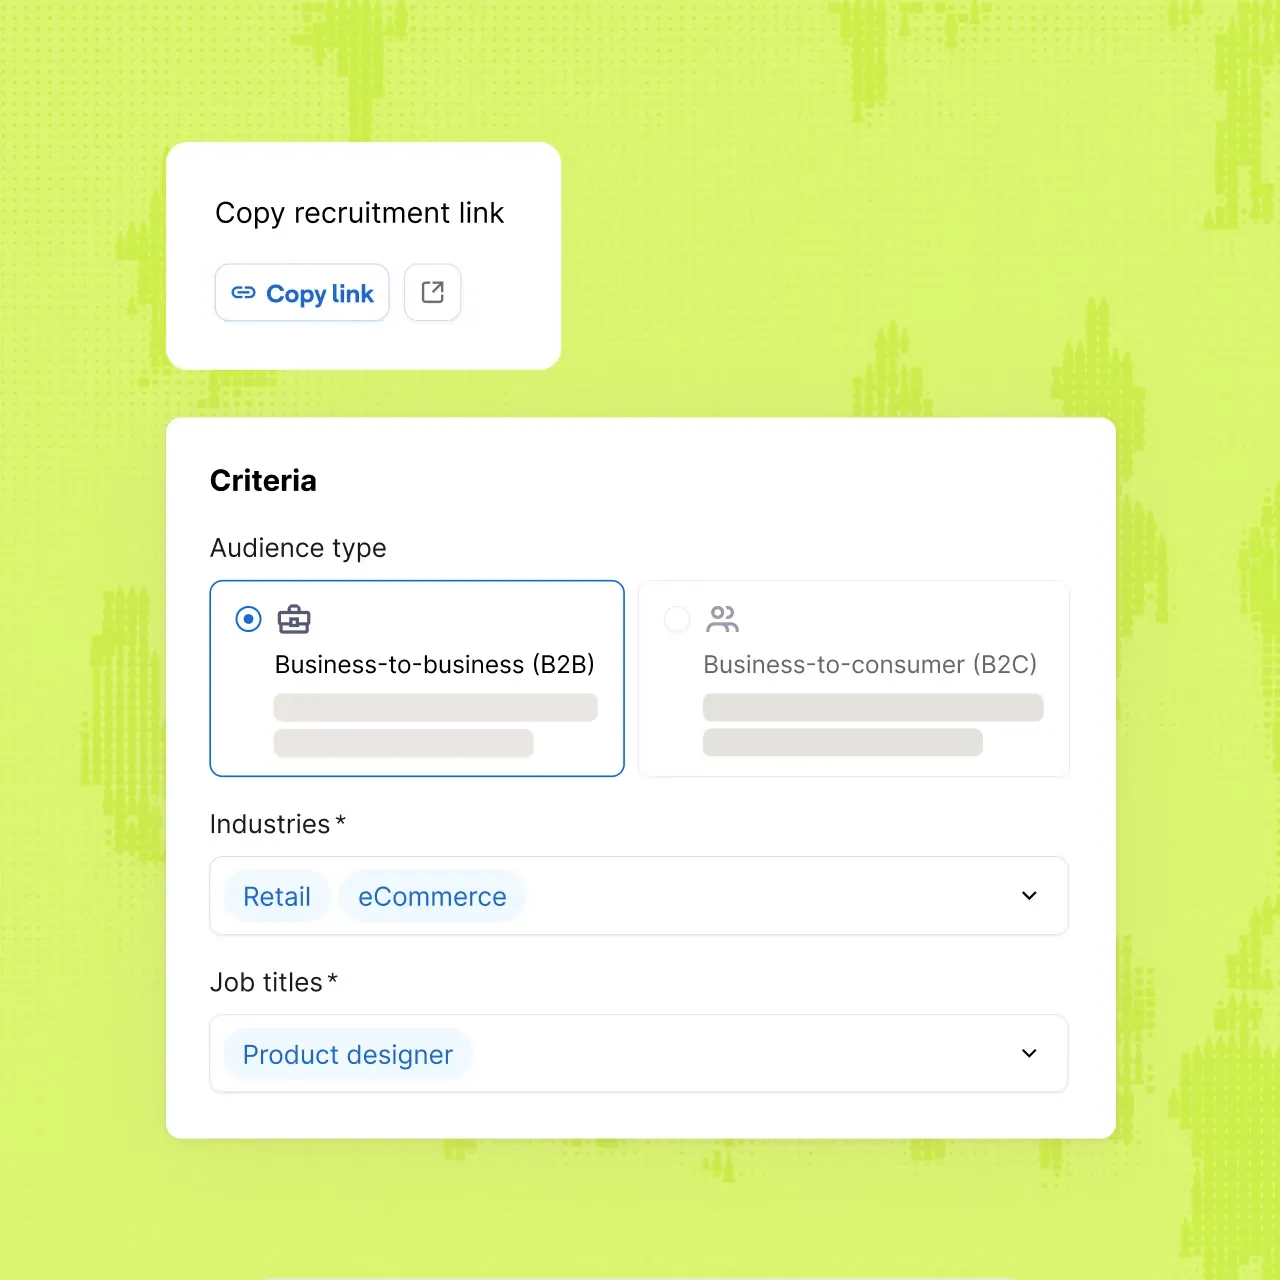 Copy recruitment link
Copy link
Criteria
Audience type
Business-to-business (B2B)
Business-to-consumer (B2C)
Industries *
Retail eCommerce
Job titles *
Product designer